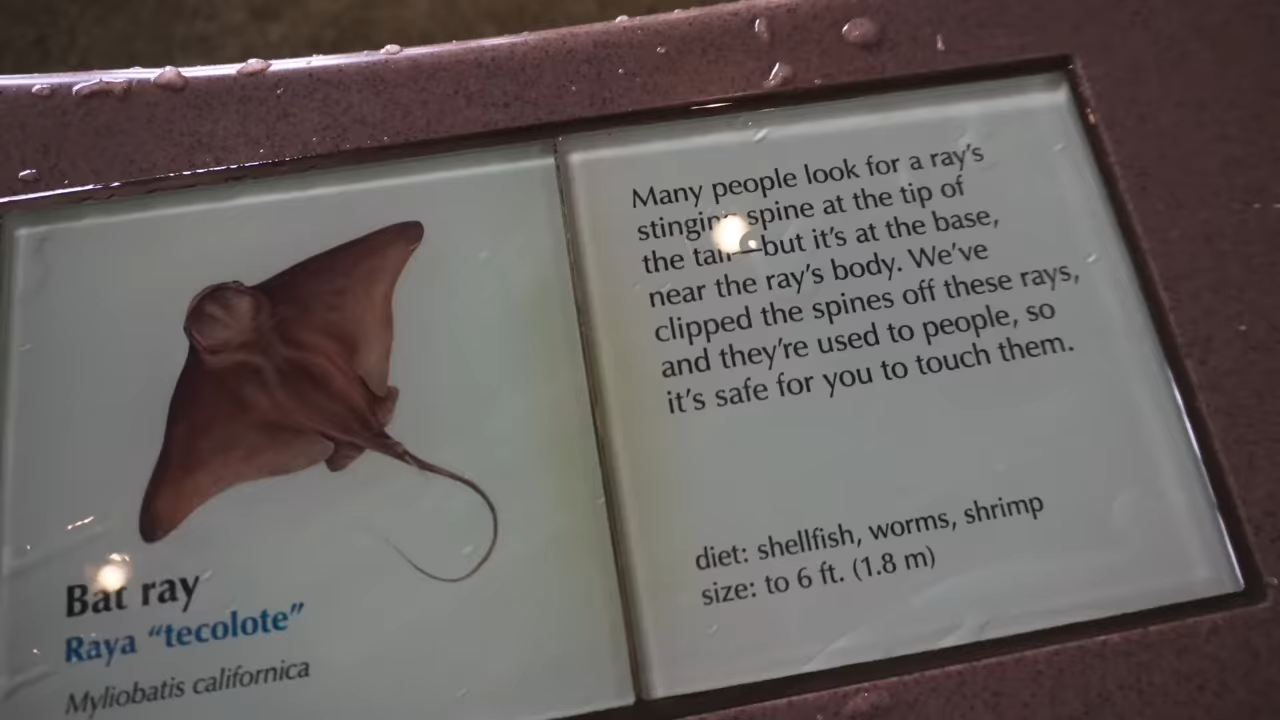 Bat ray
Raya “tecolote”
Myliobatis californica
Many people look for a ray’s
stinging spine at the tip of
the tail—but it’s at the base,
near the ray’s body. We’ve
clipped the spines off these rays,
and they’re used to people, so
it’s safe for you to touch them.
diet: shellfish, worms, shrimp
size: to 6 ft. (1.8 m)